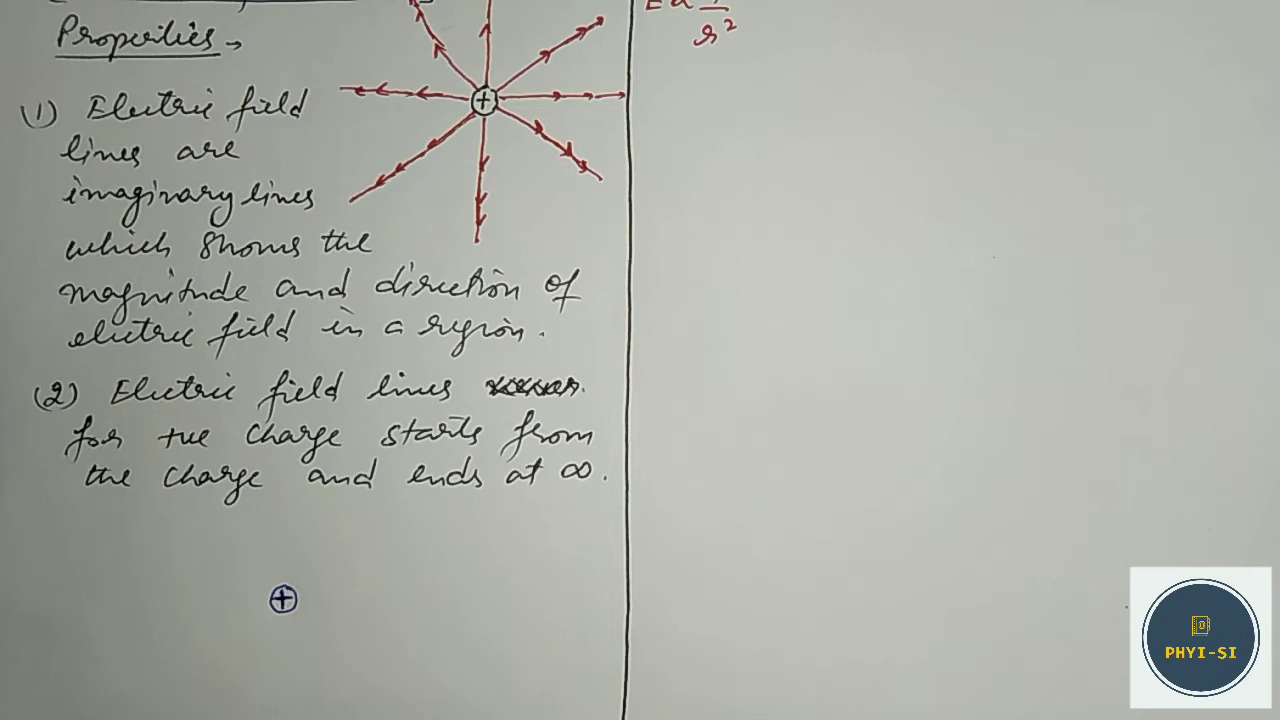 Properties →
(1) Electric field
lines are
imaginary lines
which shows the
magnitude and direction of
electric field in a region.
(2) Electric field lines
for +ve charge starts from
the charge and ends at ∞.
+
+
r²
PHYI-SI